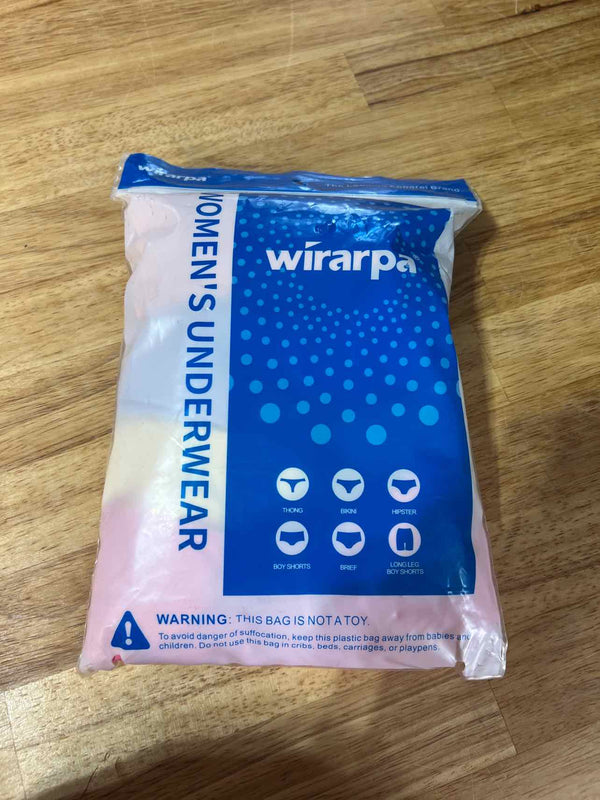 wirarpa
Apparel Brand
WOMEN'S UNDERWEAR
wirarpa
THONG
BIKINI
HIPSTER
BOY SHORTS
BRIEF
LONG LEG
BOY SHORTS
WARNING: THIS BAG IS NOT A TOY.
To avoid danger of suffocation, keep this plastic bag away from babies and
children. Do not use this bag in cribs, beds, carriages, or playpens.